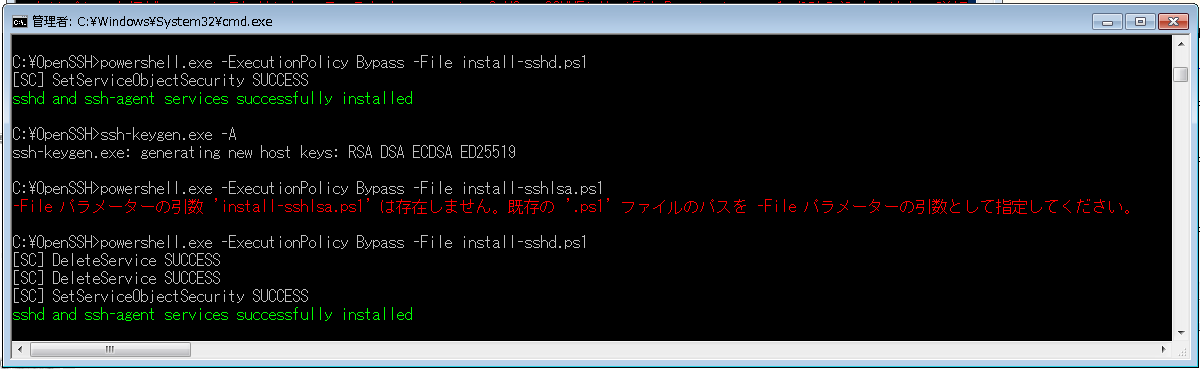 管理者: C:¥Windows¥System32¥cmd.exe
C:¥OpenSSH>powershell.exe -ExecutionPolicy Bypass -File install-sshd.ps1
[SC] SetServiceObjectSecurity SUCCESS
sshd and ssh-agent services successfully installed
C:¥OpenSSH>ssh-keygen.exe -A
ssh-keygen.exe: generating new host keys: RSA DSA ECDSA ED25519
C:¥OpenSSH>powershell.exe -ExecutionPolicy Bypass -File install-sshlsa.ps1
-File パラメーターの引数 'install-sshlsa.ps1' は存在しません。既存の '.ps1' ファイルのパスを -File パラメーターの引数として指定してください。
C:¥OpenSSH>powershell.exe -ExecutionPolicy Bypass -File install-sshd.ps1
[SC] DeleteService SUCCESS
[SC] DeleteService SUCCESS
[SC] SetServiceObjectSecurity SUCCESS
sshd and ssh-agent services successfully installed